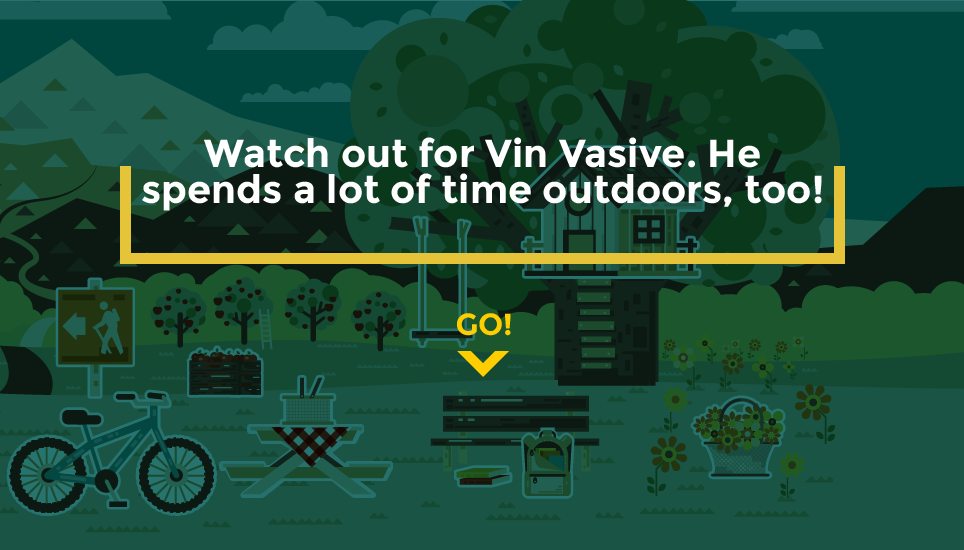 Watch out for Vin Vasive. He
spends a lot of time outdoors, too!
GO!